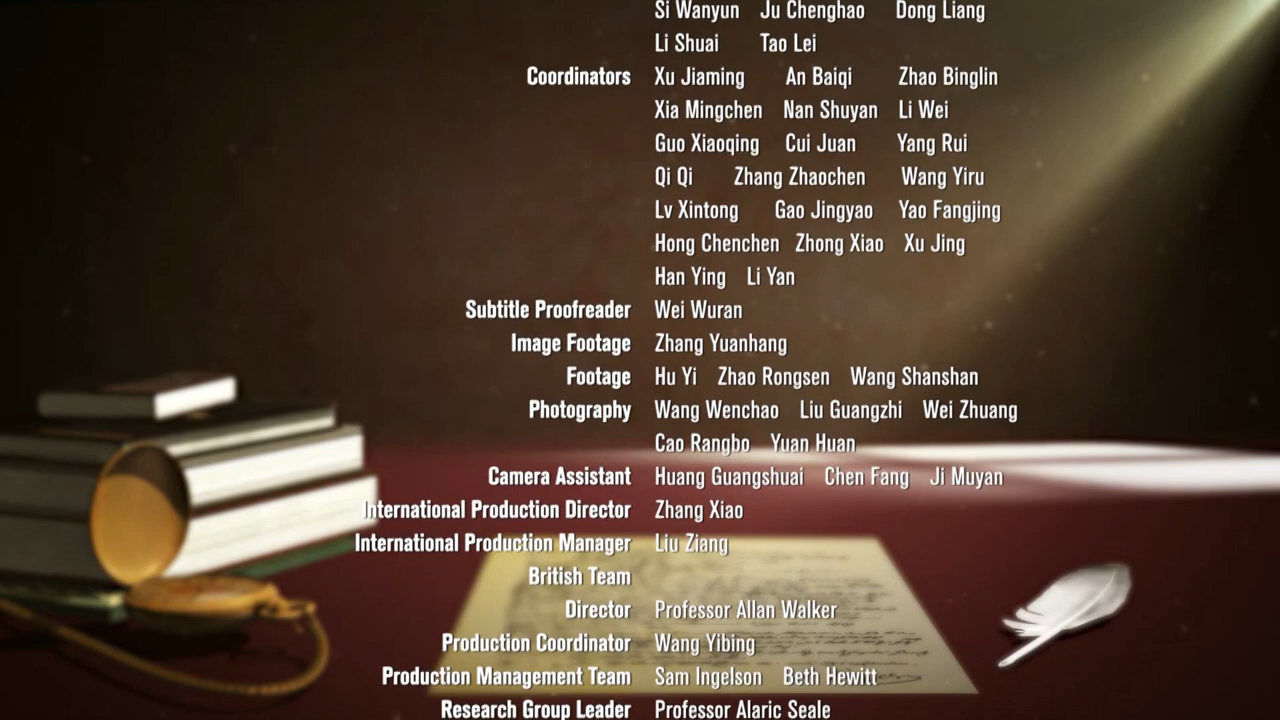 Si Wanyun Ju Chenghao Dong Liang
Li Shuai Tao Lei
Coordinators Xu Jiaming An Baiqi Zhao Binglin
Xia Mingchen Nan Shuyan Li Wei
Guo Xiaoqing Cui Juan Yang Rui
Qi Qi Zhang Zhaochen Wang Yiru
Lv Xintong Gao Jingyao Yao Fangjing
Hong Chenchen Zhong Xiao Xu Jing
Han Ying Li Yan
Subtitle Proofreader Wei Wuran
Image Footage Zhang Yuanhang
Footage Hu Yi Zhao Rongsen Wang Shanshan
Photography Wang Wenchao Liu Guangzhi Wei Zhuang
Cao Rangbo Yuan Huan
Camera Assistant Huang Guangshuai Chen Fang Ji Muyan
International Production Director Zhang Xiao
International Production Manager Liu Ziang
British Team
Director Professor Allan Walker
Production Coordinator Wang Yibing
Production Management Team Sam Ingelson Beth Hewitt
Research Group Leader Professor Alaric Seale